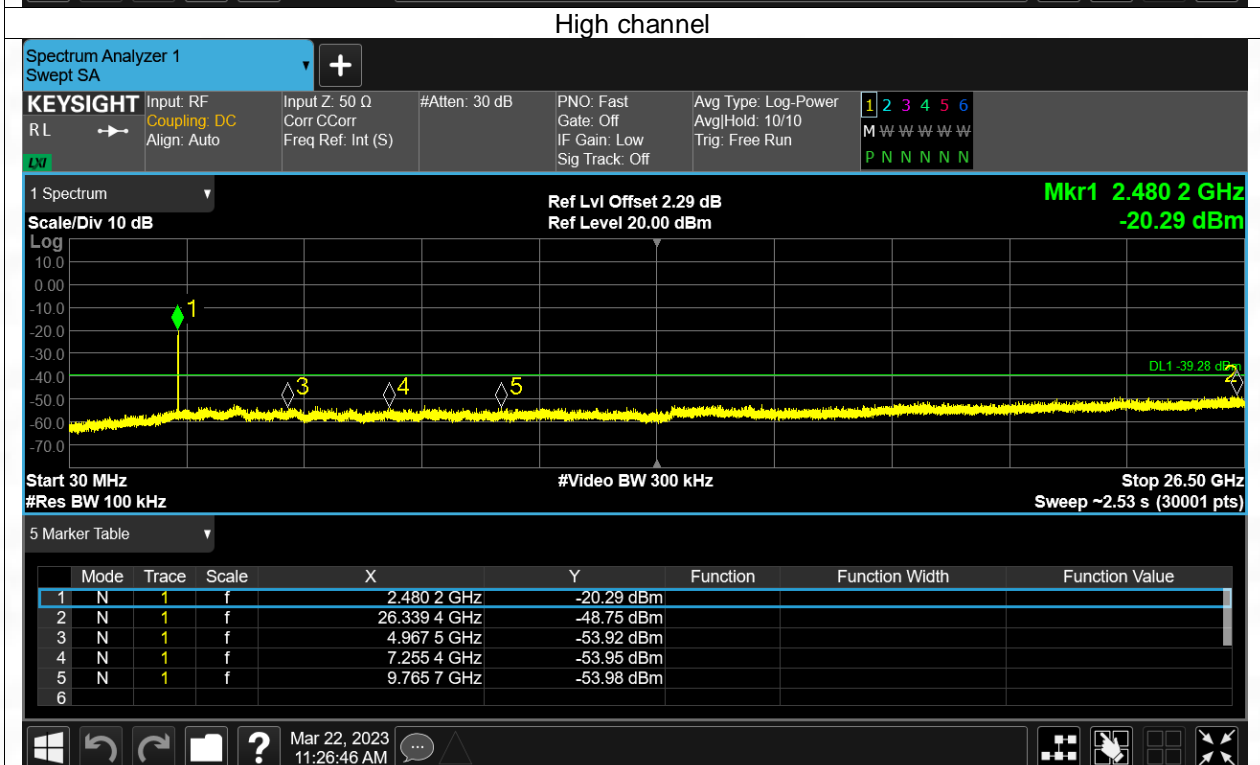 High channel
Spectrum Analyzer 1
Swept SA
+
KEYSIGHT
RL
LXI
Input: RF
Coupling: DC
Align: Auto
Input Z: 50 Ω
Corr CCorr
Freq Ref: Int (S)
#Atten: 30 dB
PNO: Fast
Gate: Off
IF Gain: Low
Sig Track: Off
Avg Type: Log-Power
Avg|Hold: 10/10
Trig: Free Run
1 2 3 4 5 6
M W W W W W
P N N N N N
1 Spectrum
Scale/Div 10 dB
Ref Lvl Offset 2.29 dB
Ref Level 20.00 dBm
Mkr1 2.480 2 GHz
-20.29 dBm
Log
10.0
0.00
-10.0
-20.0
-30.0
-40.0
-50.0
-60.0
-70.0
1
3
4
5
2
DL1 -39.28 dBm
Start 30 MHz
#Video BW 300 kHz
Stop 26.50 GHz
#Res BW 100 kHz
Sweep ~2.53 s (30001 pts)
5 Marker Table
Mode Trace Scale X Y Function Function Width Function Value
1 N 1 f 2.480 2 GHz -20.29 dBm
2 N 1 f 26.339 4 GHz -48.75 dBm
3 N 1 f 4.967 5 GHz -53.92 dBm
4 N 1 f 7.255 4 GHz -53.95 dBm
5 N 1 f 9.765 7 GHz -53.98 dBm
6
?
Mar 22, 2023
11:26:46 AM